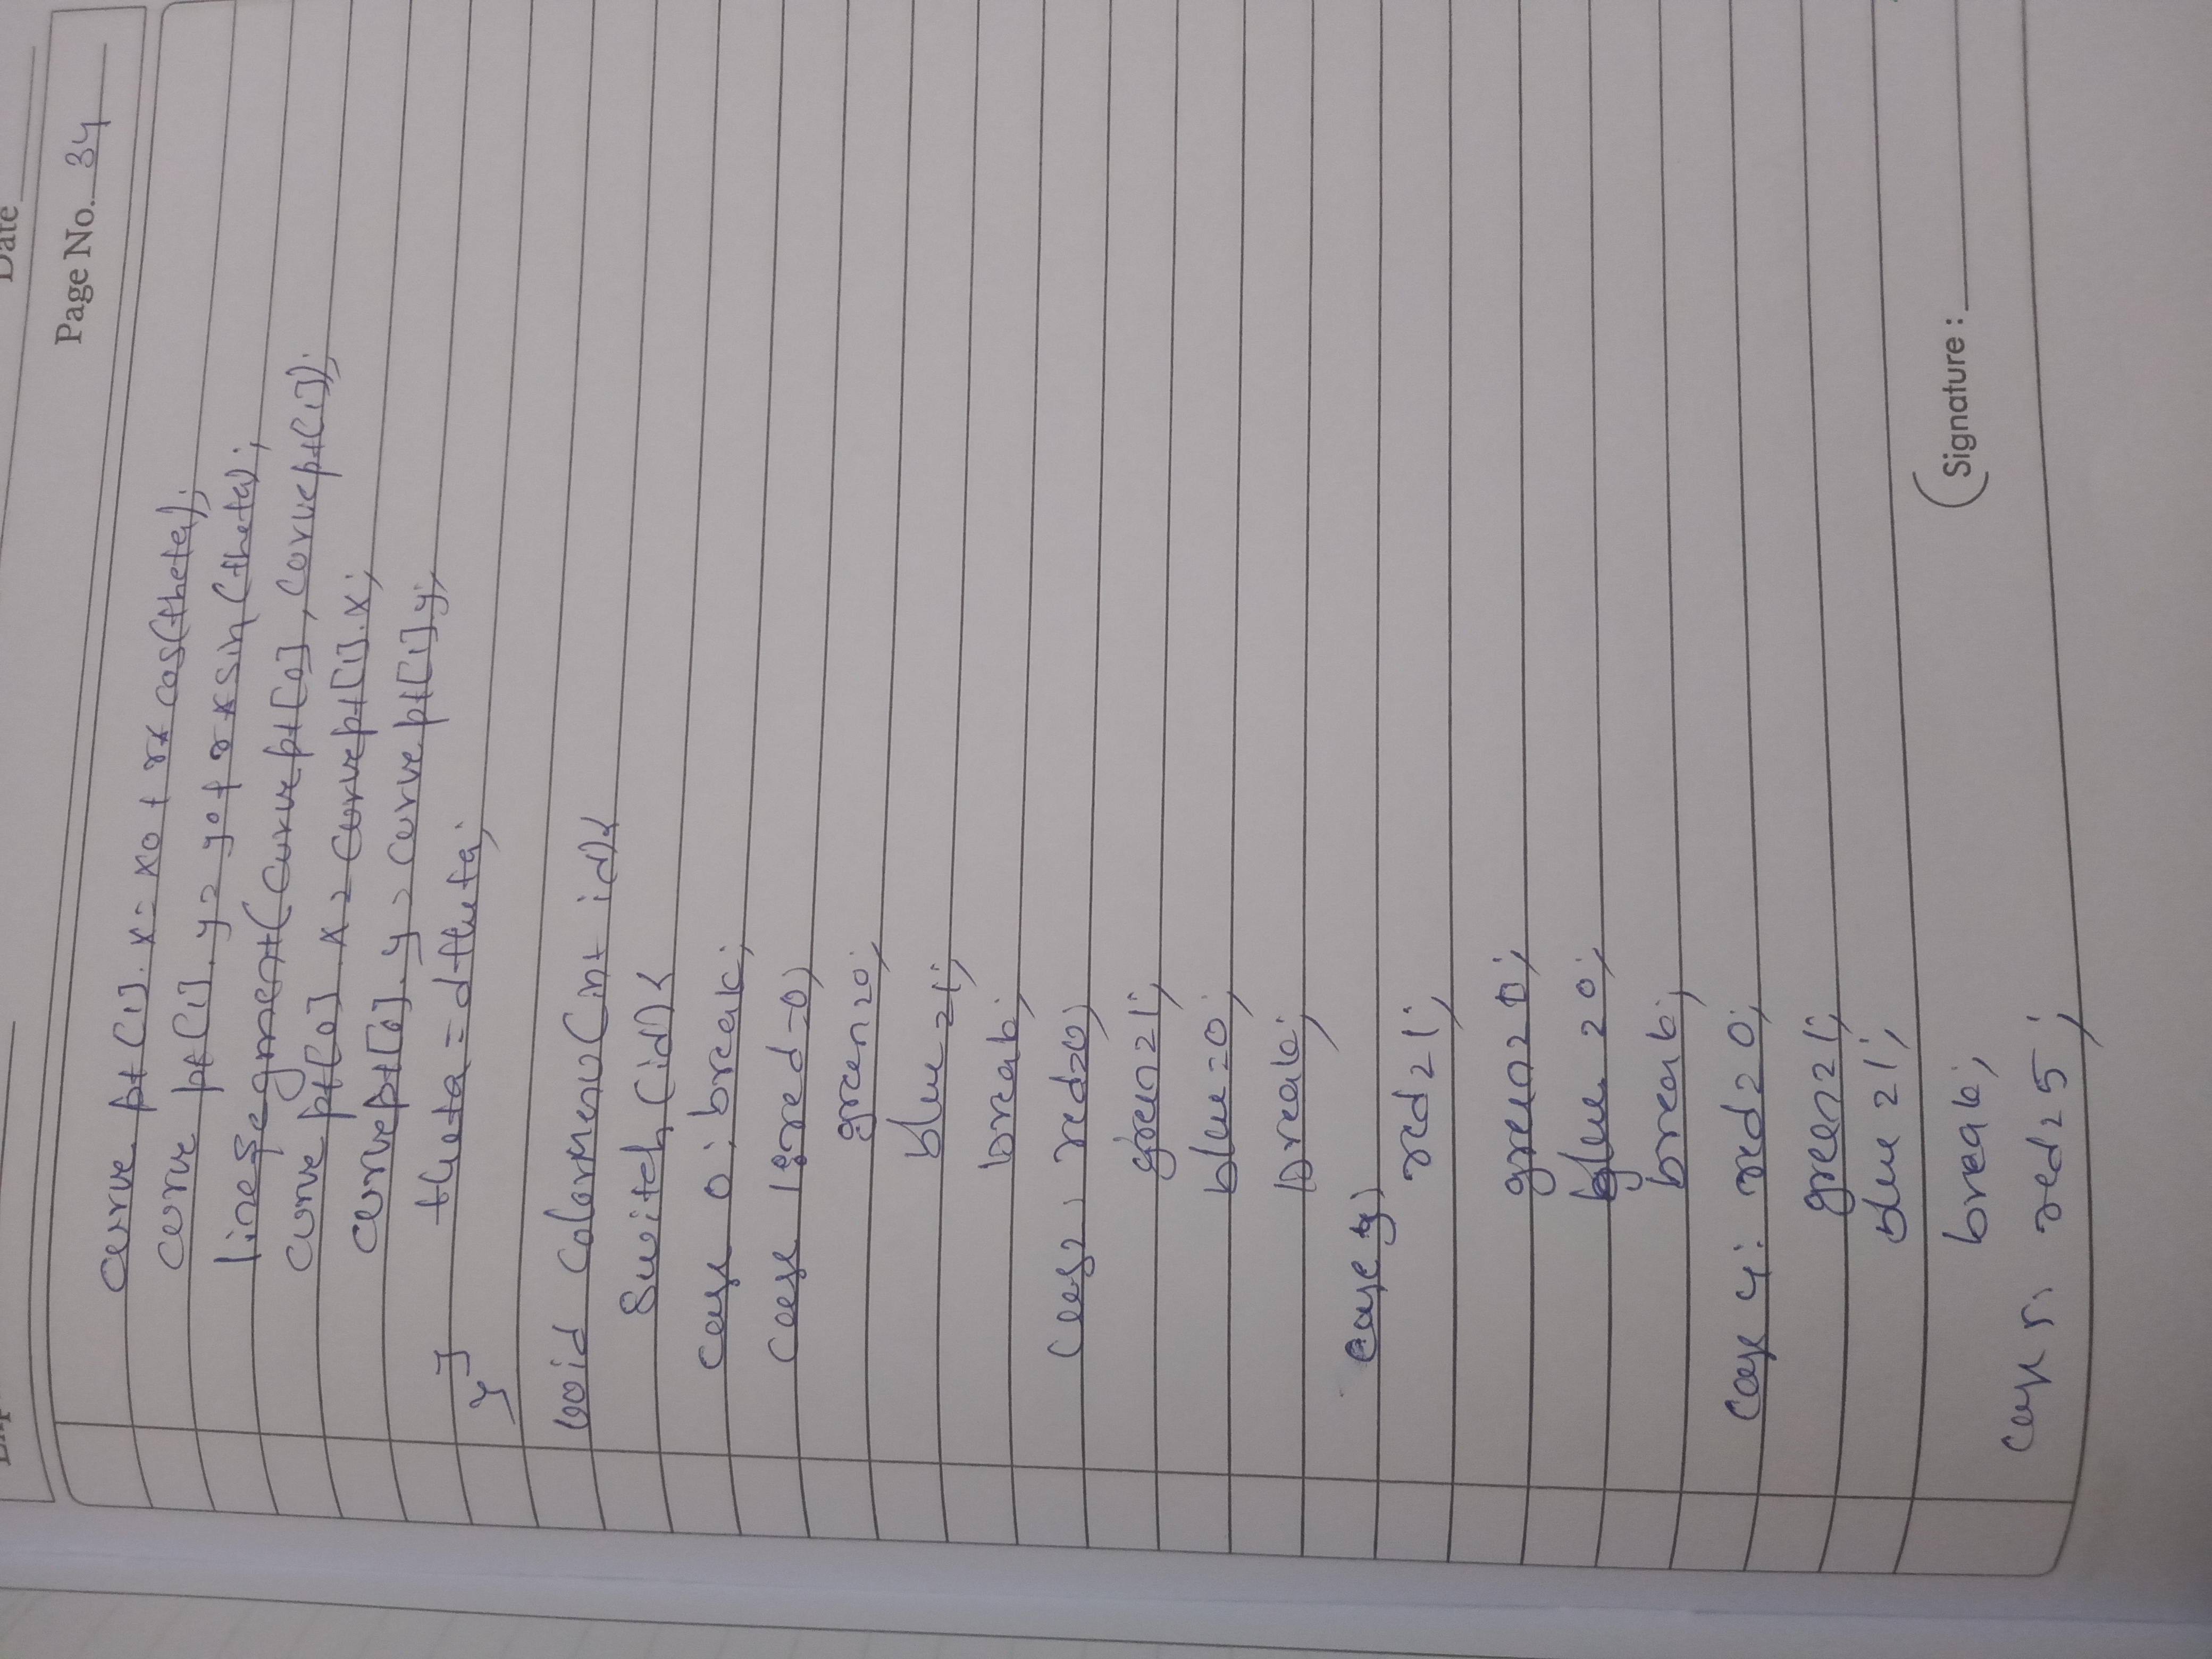 Date
Page No. 34
curve pt[1].x = x0 + r* cos(theta);
curve pt[1].y = y0 + r*sin(theta);
linesegment(curvept[0], curvept[1]);
curve pt[0].x = curvept[1].x;
curvept[0].y = curve pt[1].y;
theta = dtheta;
}
}
void colorMenu(int id){
Switch(id){
case 0: break;
case 1: red=0;
green=0;
blue=1;
break;
case 2: red=0;
green=1;
blue=0;
break;
case 3:
red=1;
green=0;
blue=0;
break;
case 4: red=0;
green=1;
blue=1;
break;
case 5: red=5;
(Signature :